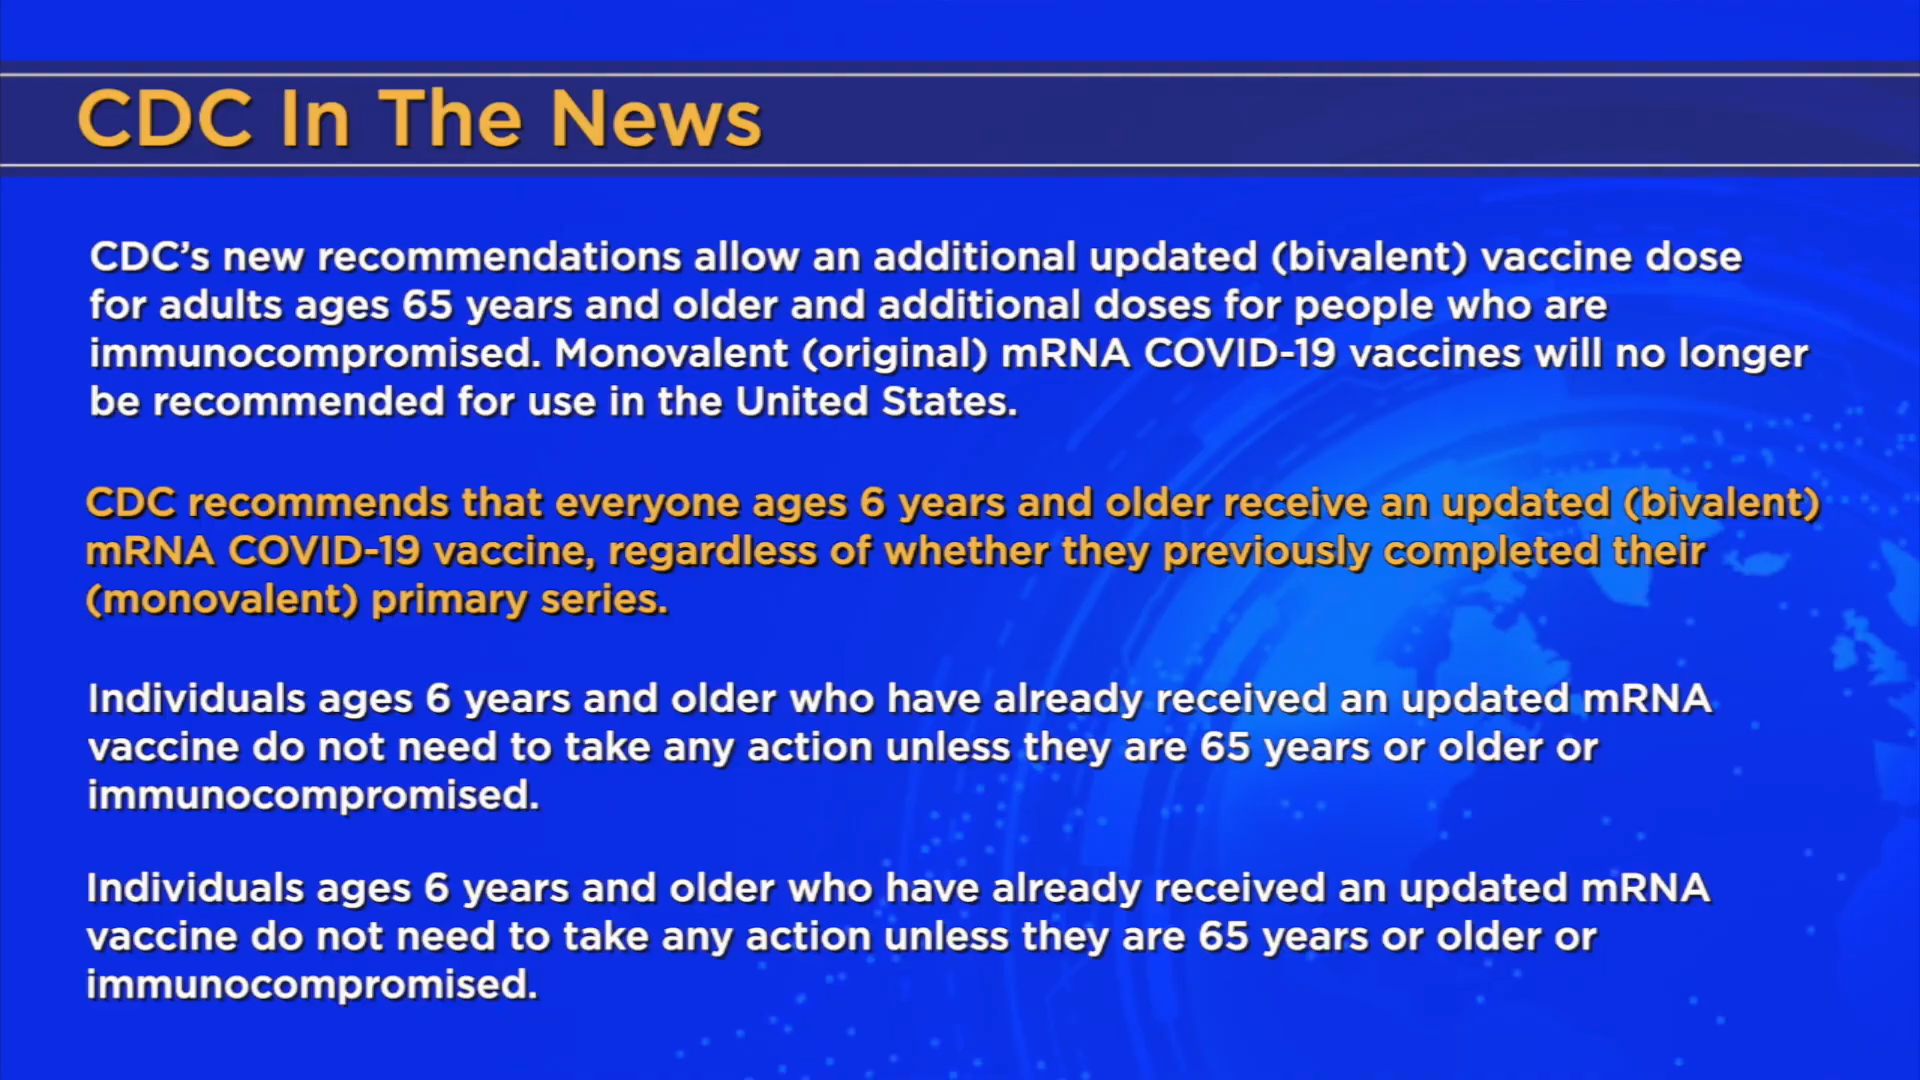 CDC In The News
CDC’s new recommendations allow an additional updated (bivalent) vaccine dose
for adults ages 65 years and older and additional doses for people who are
immunocompromised. Monovalent (original) mRNA COVID-19 vaccines will no longer
be recommended for use in the United States.
CDC recommends that everyone ages 6 years and older receive an updated (bivalent)
mRNA COVID-19 vaccine, regardless of whether they previously completed their
(monovalent) primary series.
Individuals ages 6 years and older who have already received an updated mRNA
vaccine do not need to take any action unless they are 65 years or older or
immunocompromised.
Individuals ages 6 years and older who have already received an updated mRNA
vaccine do not need to take any action unless they are 65 years or older or
immunocompromised.